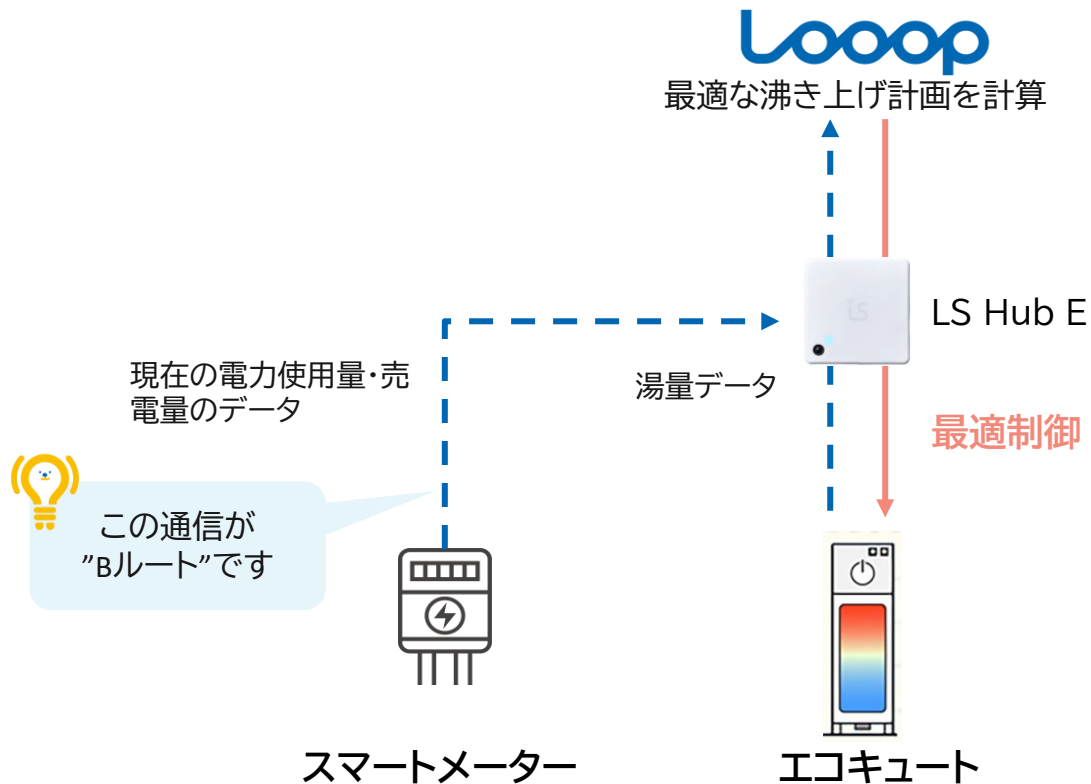 Looop
最適な沸き上げ計画を計算
LS
LS Hub E
現在の電力使用量・売
電量のデータ
湯量データ
最適制御
この通信が
”Bルート”です
スマートメーター
エコキュート